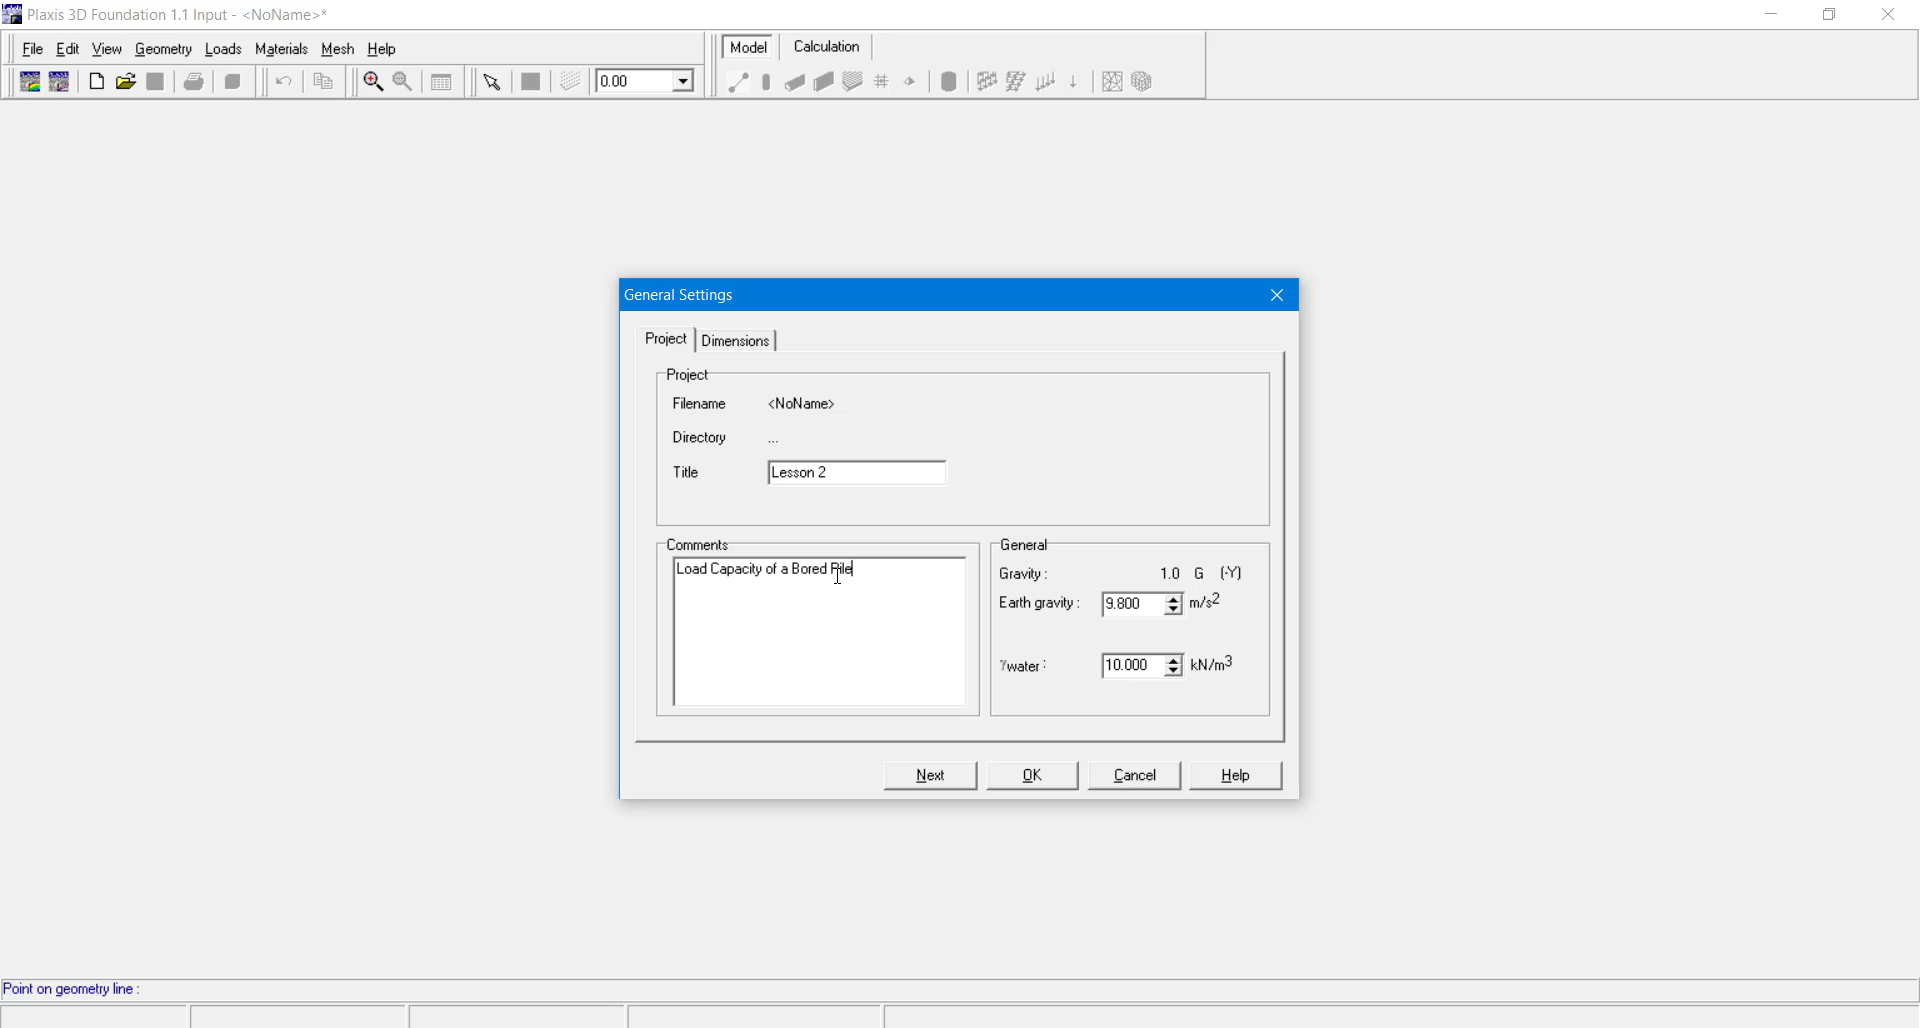 Plaxis 3D Foundation 1.1 Input - <NoName>*
File Edit View Geometry Loads Materials Mesh Help
Model Calculation
0.00
General Settings
Project Dimensions
Project
Filename <NoName>
Directory ...
Title Lesson 2
Comments
Load Capacity of a Bored Pile
General
Gravity : 1.0 G (-Y)
Earth gravity : 9.800 m/s2
γwater : 10.000 kN/m3
Next OK Cancel Help
Point on geometry line :